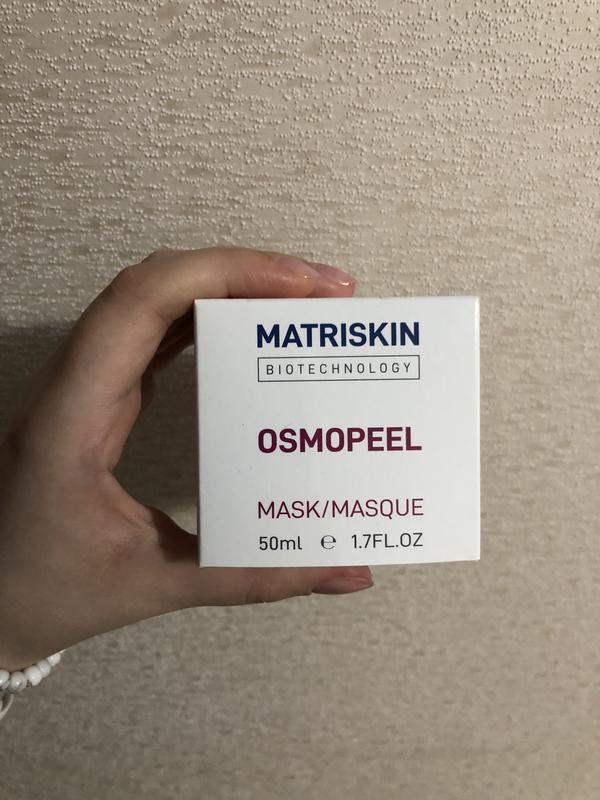 MATRISKIN
BIOTECHNOLOGY
OSMOPEEL
MASK/MASQUE
50ml ℮ 1.7FL.OZ